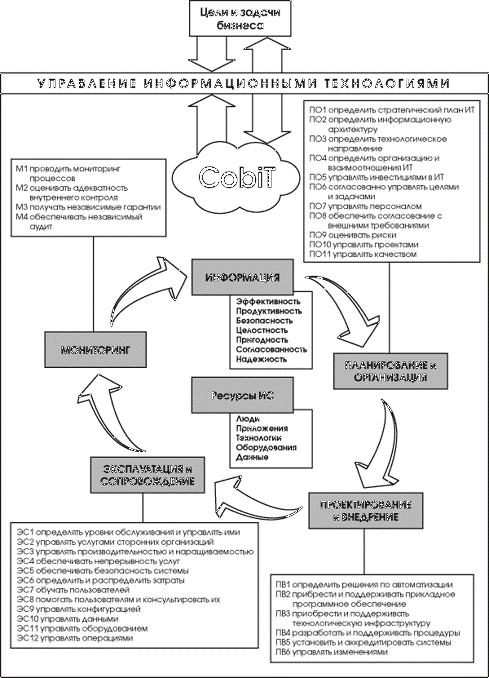 Цели и задачи
бизнеса
УПРАВЛЕНИЕ ИНФОРМАЦИОННЫМИ ТЕХНОЛОГИЯМИ
CobiT
М1 проводить мониторинг
процессов
М2 оценивать адекватность
внутреннего контроля
М3 получать независимые гарантии
М4 обеспечивать независимый
аудит
ПО1 определить стратегический план ИТ
ПО2 определить информационную
архитектуру
ПО3 определить технологическое
направление
ПО4 определить организацию и
взаимоотношения ИТ
ПО5 управлять инвестициями в ИТ
ПО6 согласованно управлять целями
и задачами
ПО7 управлять персоналом
ПО8 обеспечить согласование с
внешними требованиями
ПО9 оценивать риски
ПО10 управлять проектами
ПО11 управлять качеством
ИНФОРМАЦИЯ
Эффективность
Продуктивность
Безопасность
Целостность
Пригодность
Согласованность
Надежность
МОНИТОРИНГ
ПЛАНИРОВАНИЕ и
ОРГАНИЗАЦИЯ
Ресурсы ИС
Люди
Приложения
Технологии
Оборудования
Данные
ЭКСПЛУАТАЦИЯ и
СОПРОВОЖДЕНИЕ
ПРОЕКТИРОВАНИЕ
и ВНЕДРЕНИЕ
ЭС1 определять уровни обслуживания и управлять ими
ЭС2 управлять услугами сторонних организаций
ЭС3 управлять производительностью и наращиваемостью
ЭС4 обеспечивать непрерывность услуг
ЭС5 обеспечивать безопасность системы
ЭС6 определить и распределить затраты
ЭС7 обучать пользователей
ЭС8 помогать пользователям и консультировать их
ЭС9 управлять конфигурацией
ЭС10 управлять данными
ЭС11 управлять оборудованием
ЭС12 управлять операциями
ПВ1 определить решения по автоматизации
ПВ2 прибрести и поддерживать прикладное
программное обеспечение
ПВ3 приобрести и поддерживать
технологическую инфраструктуру
ПВ4 разработать и поддерживать процедуры
ПВ5 установить и аккредитировать системы
ПВ6 управлять изменениями